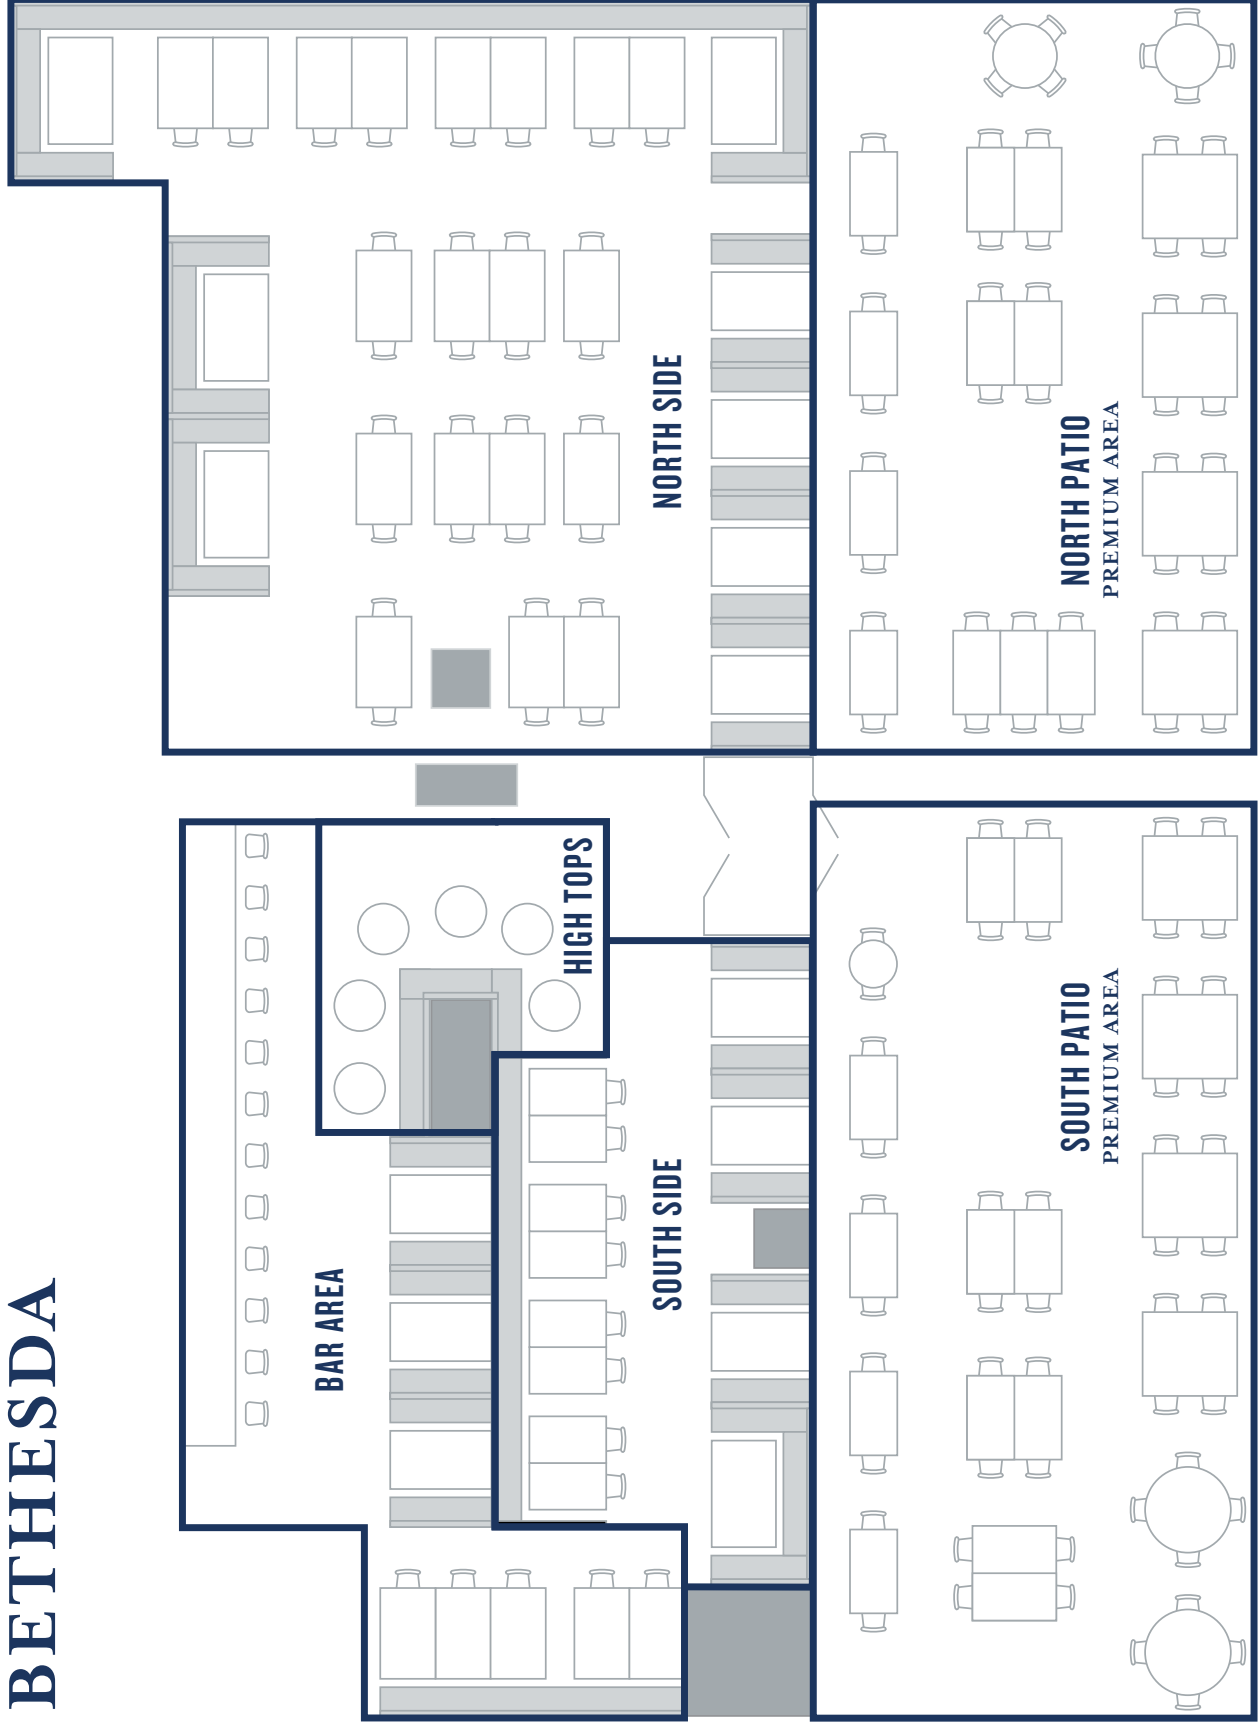 BETHESDA
BAR AREA
HIGH TOPS
SOUTH SIDE
NORTH SIDE
SOUTH PATIO
PREMIUM AREA
NORTH PATIO
PREMIUM AREA